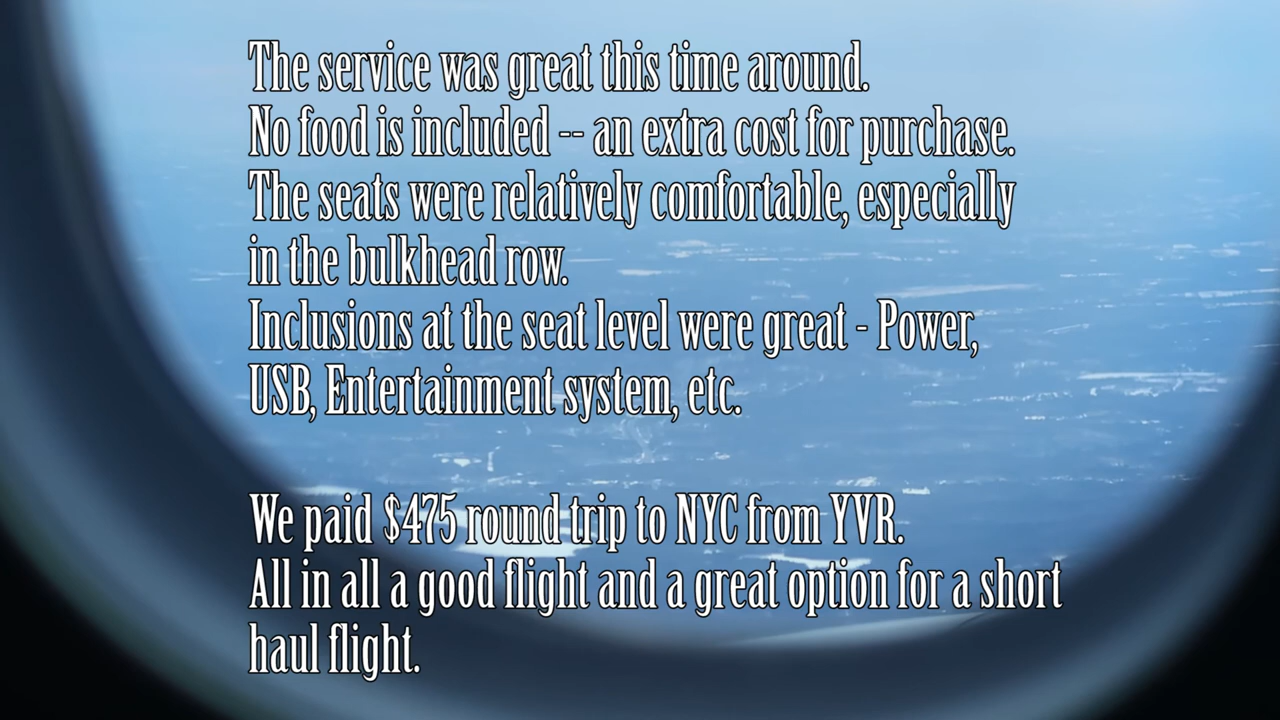 The service was great this time around.
No food is included -- an extra cost for purchase.
The seats were relatively comfortable, especially
in the bulkhead row.
Inclusions at the seat level were great - Power,
USB, Entertainment system, etc.
We paid $475 round trip to NYC from YVR.
All in all a good flight and a great option for a short
haul flight.